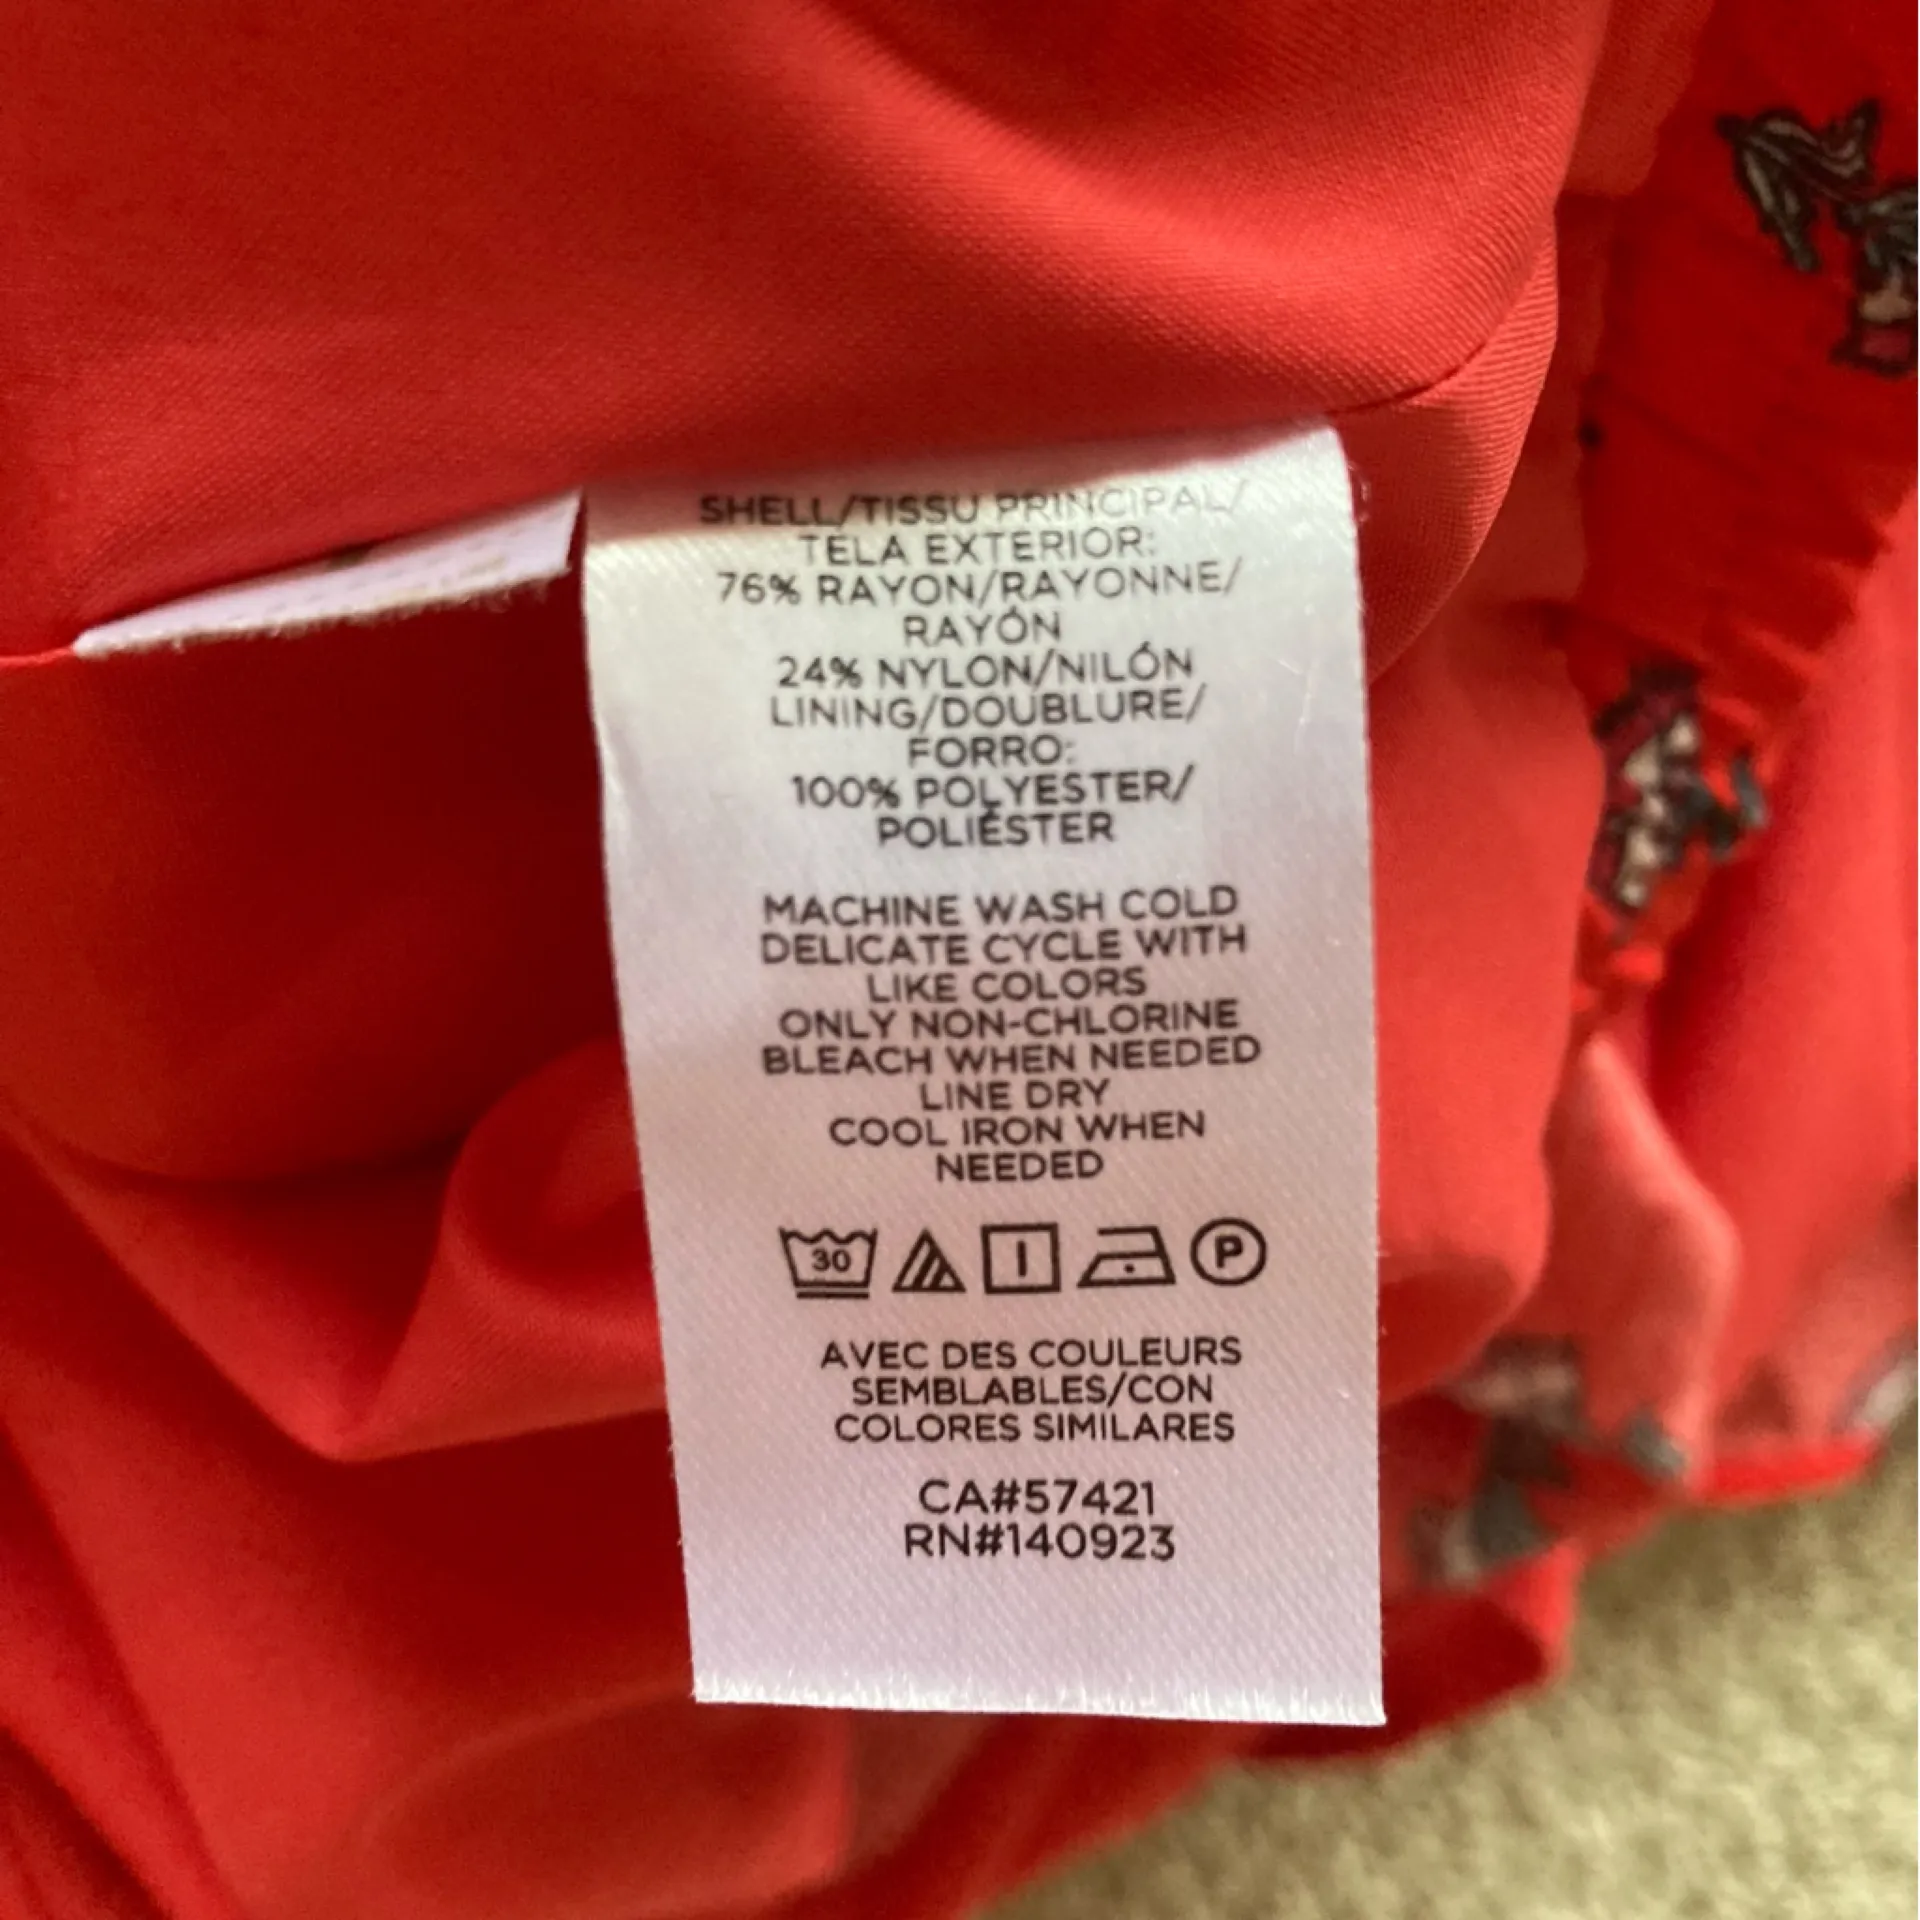 SHELL/TISSU PRINCIPAL/
TELA EXTERIOR:
76% RAYON/RAYONNE/
RAYÓN
24% NYLON/NILÓN
LINING/DOUBLURE/
FORRO:
100% POLYESTER/
POLIÉSTER
MACHINE WASH COLD
DELICATE CYCLE WITH
LIKE COLORS
ONLY NON-CHLORINE
BLEACH WHEN NEEDED
LINE DRY
COOL IRON WHEN
NEEDED
30 P
AVEC DES COULEURS
SEMBLABLES/CON
COLORES SIMILARES
CA#57421
RN#140923